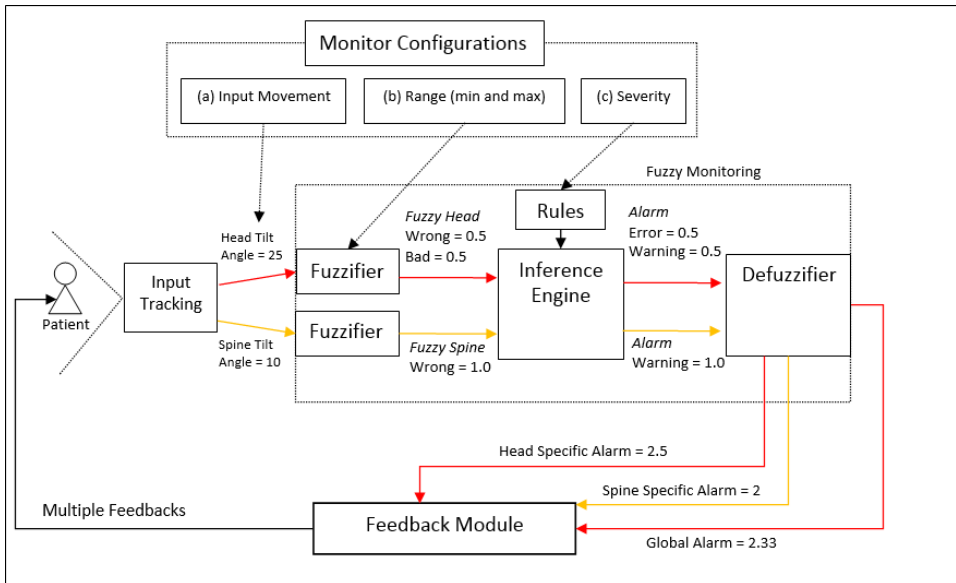 Monitor Configurations
(a) Input Movement
(b) Range (min and max)
(c) Severity
Fuzzy Monitoring
Head Tilt
Angle = 25
Fuzzy Head
Wrong = 0.5
Bad = 0.5
Rules
Alarm
Error = 0.5
Warning = 0.5
Patient
Input
Tracking
Fuzzifier
Inference
Engine
Defuzzifier
Fuzzifier
Spine Tilt
Angle = 10
Fuzzy Spine
Wrong = 1.0
Alarm
Warning = 1.0
Head Specific Alarm = 2.5
Spine Specific Alarm = 2
Multiple Feedbacks
Feedback Module
Global Alarm = 2.33